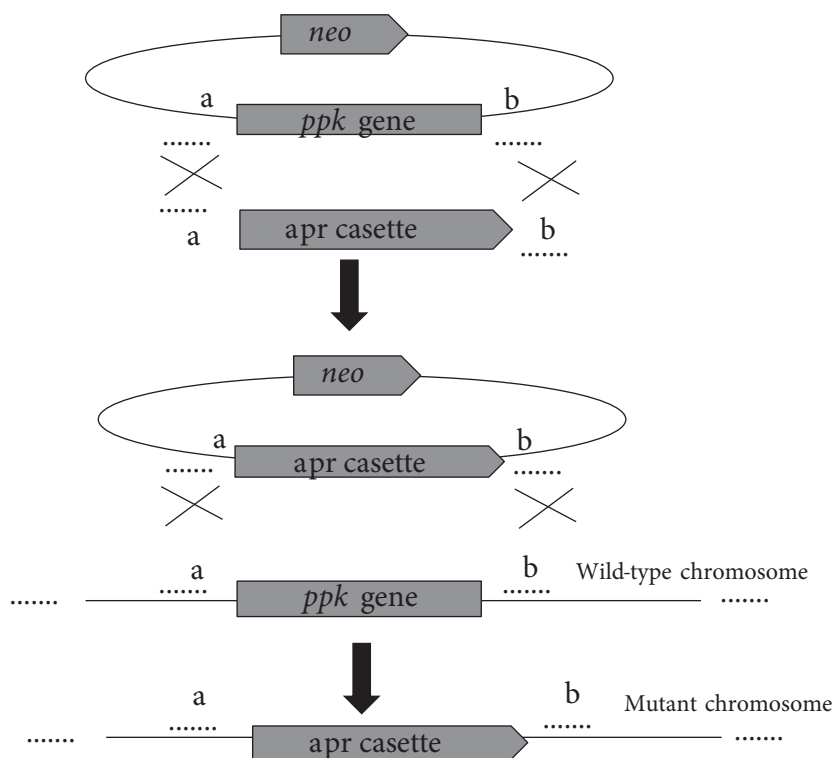 neo
a
b
ppk gene
a
apr casette
b
neo
a
b
apr casette
a
b
Wild-type chromosome
ppk gene
a
b
Mutant chromosome
apr casette